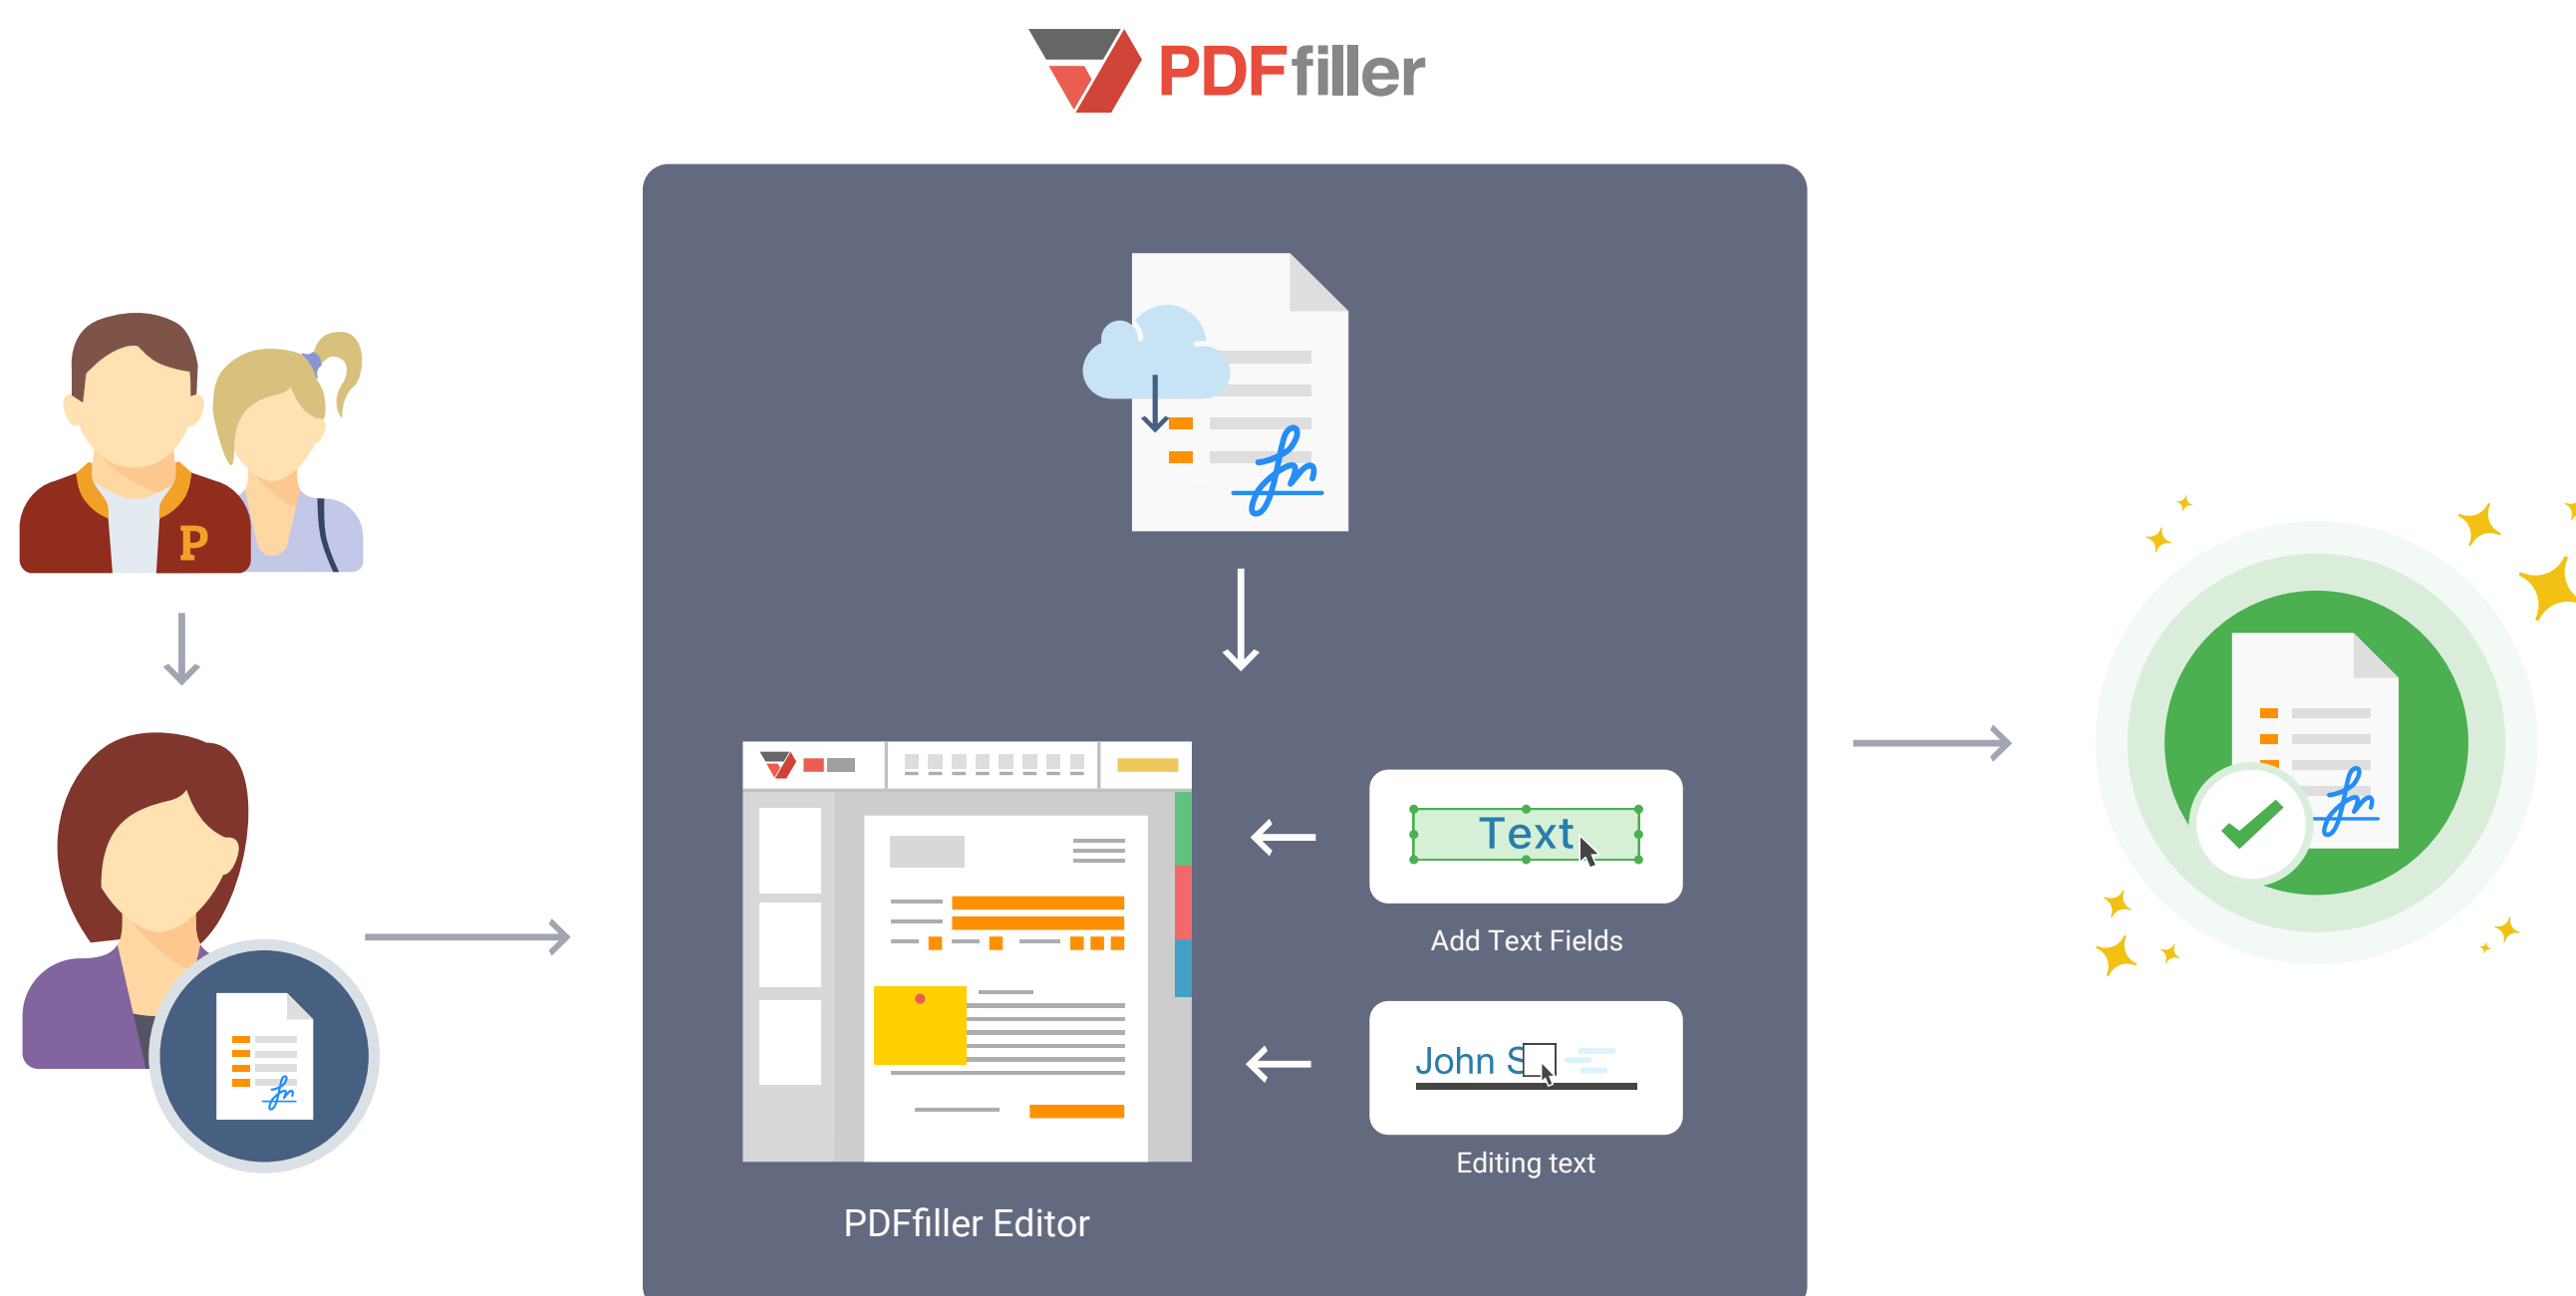 PDFfiller
P
Text
Add Text Fields
John S
Editing text
PDFfiller Editor